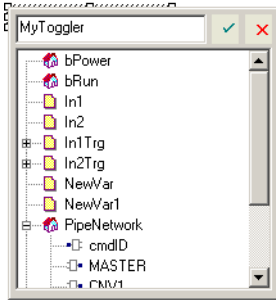 MyToggler
bPower
bRun
In1
In2
In1Trg
In2Trg
NewVar
NewVar1
PipeNetwork
cmdID
MASTER
CNV1